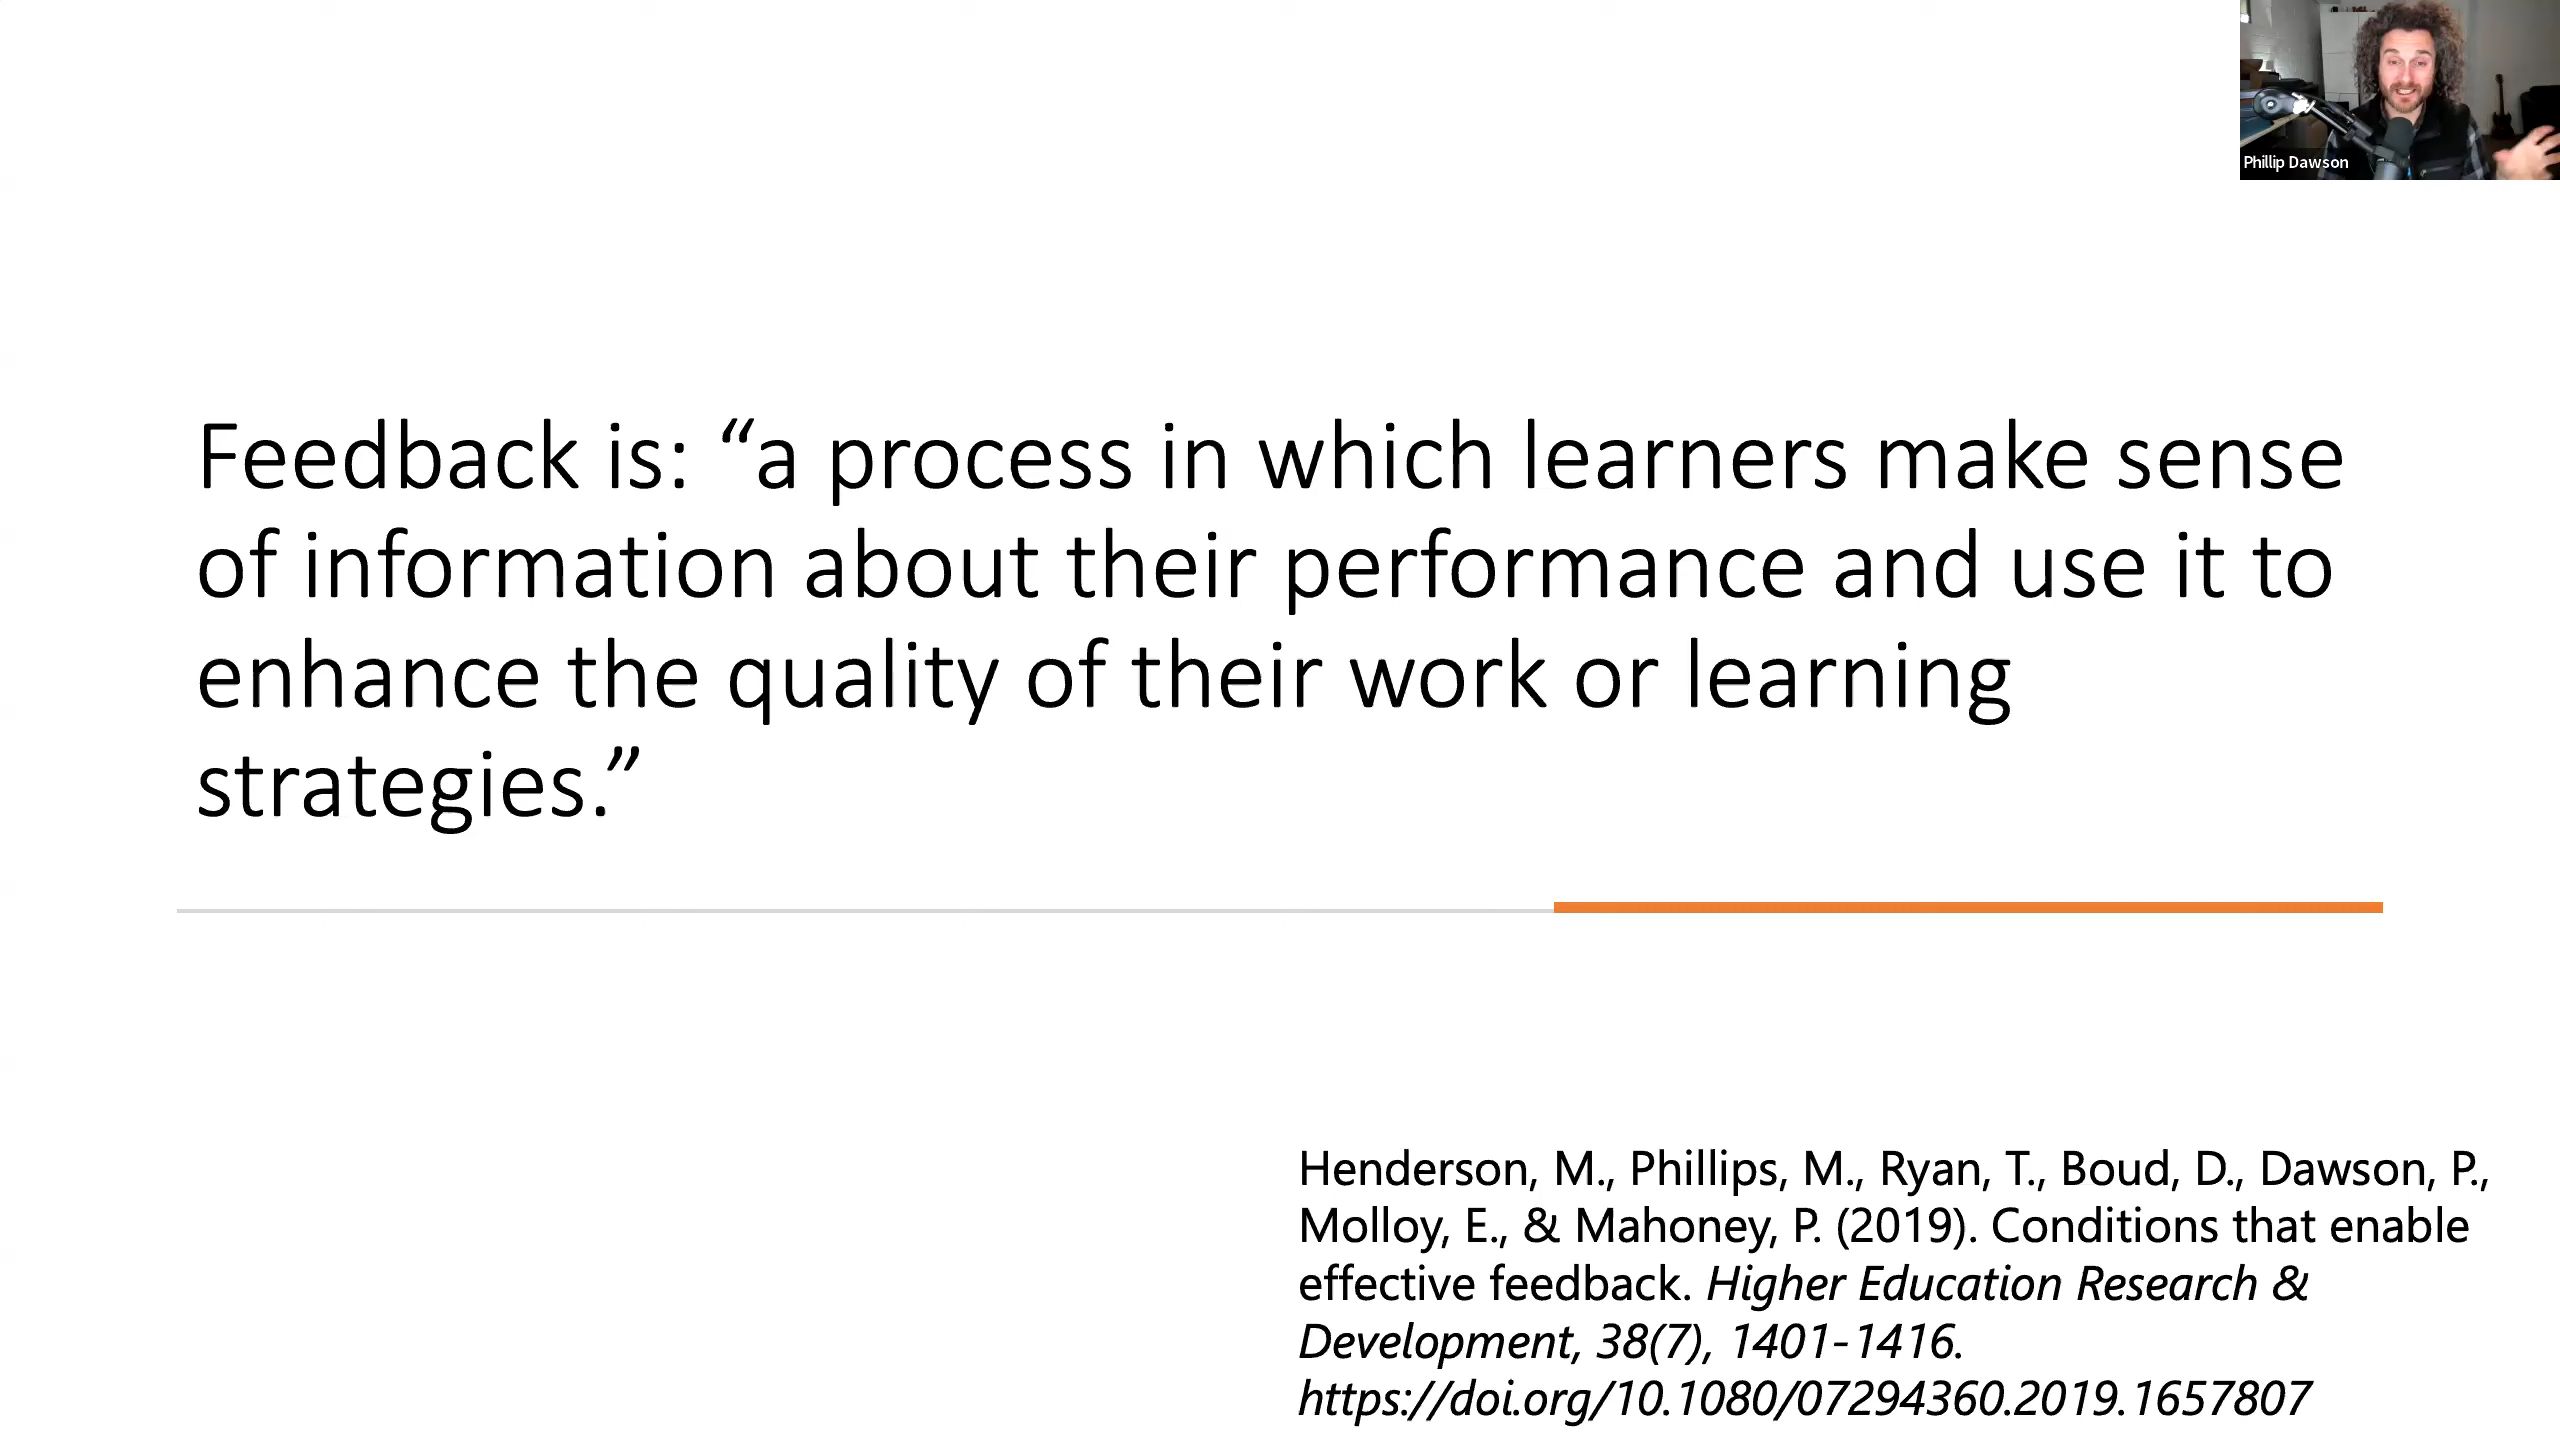 Phillip Dawson
Feedback is: “a process in which learners make sense
of information about their performance and use it to
enhance the quality of their work or learning
strategies.”
Henderson, M., Phillips, M., Ryan, T., Boud, D., Dawson, P.,
Molloy, E., & Mahoney, P. (2019). Conditions that enable
effective feedback. Higher Education Research &
Development, 38(7), 1401-1416.
https://doi.org/10.1080/07294360.2019.1657807